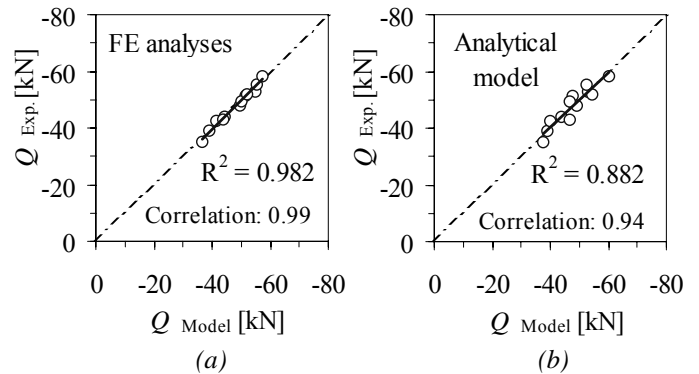 -80
-60
-40
-20
0
Q Exp. [kN]
FE analyses
R² = 0.982
Correlation: 0.99
0 -20 -40 -60 -80
Q Model [kN]
(a)
-80
-60
-40
-20
0
Q Exp. [kN]
Analytical
model
R² = 0.882
Correlation: 0.94
0 -20 -40 -60 -80
Q Model [kN]
(b)